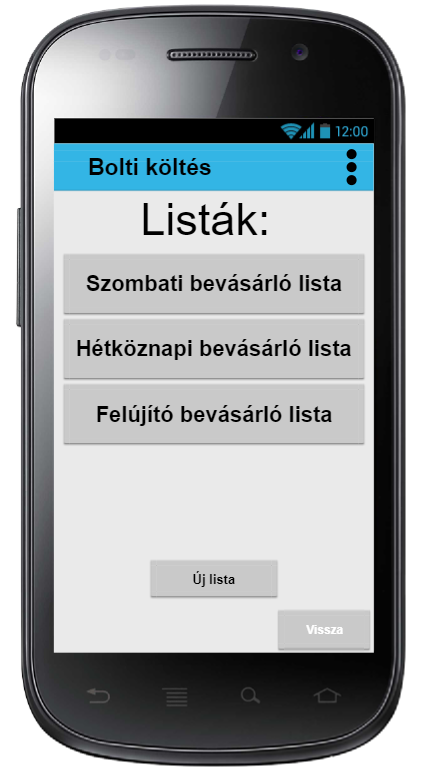 12:00
Bolti költés
Listák:
Szombati bevásárló lista
Hétköznapi bevásárló lista
Felújító bevásárló lista
Új lista
Vissza